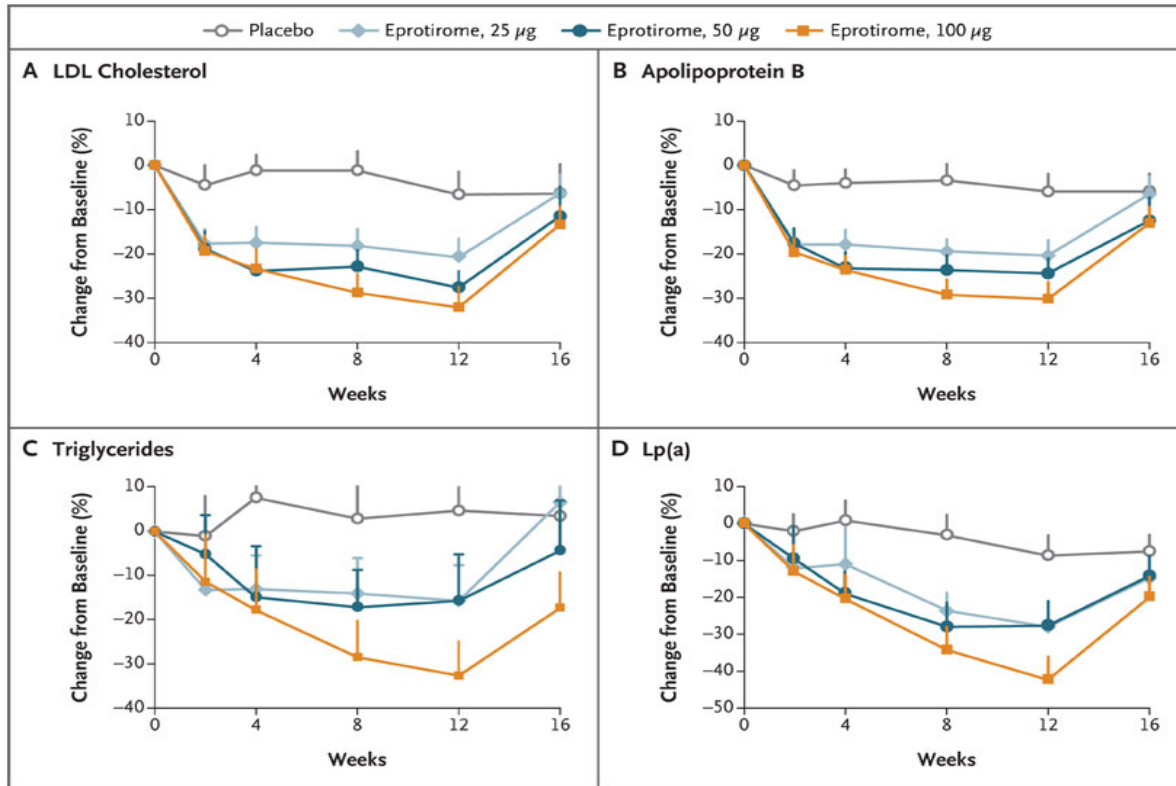 Placebo Eprotirome, 25 µg Eprotirome, 50 µg Eprotirome, 100 µg
A LDL Cholesterol
Change from Baseline (%)
10
0
−10
−20
−30
−40
0 4 8 12 16
Weeks
B Apolipoprotein B
Change from Baseline (%)
10
0
−10
−20
−30
−40
0 4 8 12 16
Weeks
C Triglycerides
Change from Baseline (%)
10
0
−10
−20
−30
−40
0 4 8 12 16
Weeks
D Lp(a)
Change from Baseline (%)
10
0
−10
−20
−30
−40
−50
0 4 8 12 16
Weeks